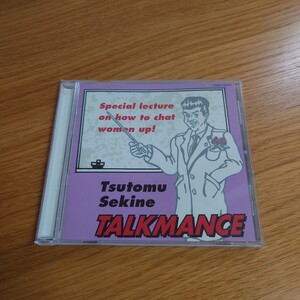 Special lecture
on how to chat
women up!
Tsutomu
Sekine
TALKMANCE